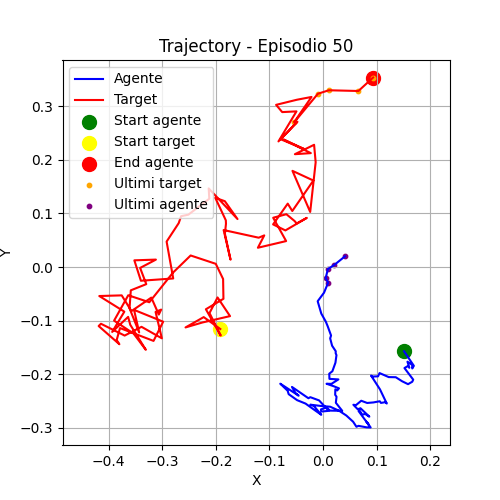 Trajectory - Episodio 50
Agente
Target
Start agente
Start target
End agente
Ultimi target
Ultimi agente
Y
0.3
0.2
0.1
0.0
−0.1
−0.2
−0.3
−0.4 −0.3 −0.2 −0.1 0.0 0.1 0.2
X